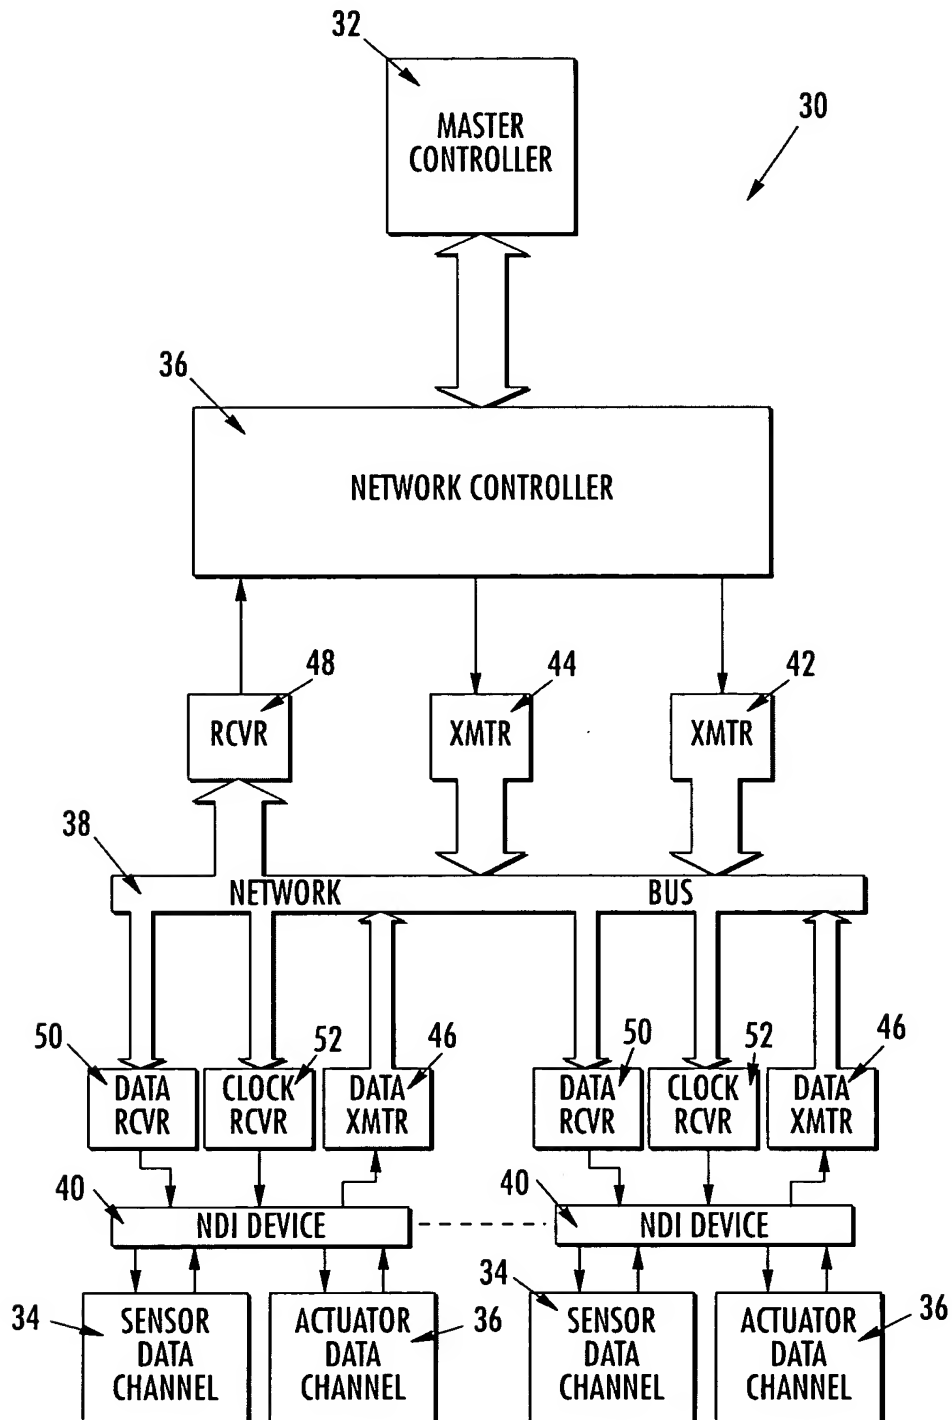 32
MASTER
CONTROLLER
30
36
NETWORK CONTROLLER
48
44
42
RCVR
XMTR
XMTR
38
NETWORK BUS
50
52
46
50
52
46
DATA
RCVR
CLOCK
RCVR
DATA
XMTR
DATA
RCVR
CLOCK
RCVR
DATA
XMTR
40
NDI DEVICE
40
NDI DEVICE
34
SENSOR
DATA
CHANNEL
ACTUATOR
DATA
CHANNEL
36
34
SENSOR
DATA
CHANNEL
ACTUATOR
DATA
CHANNEL
36